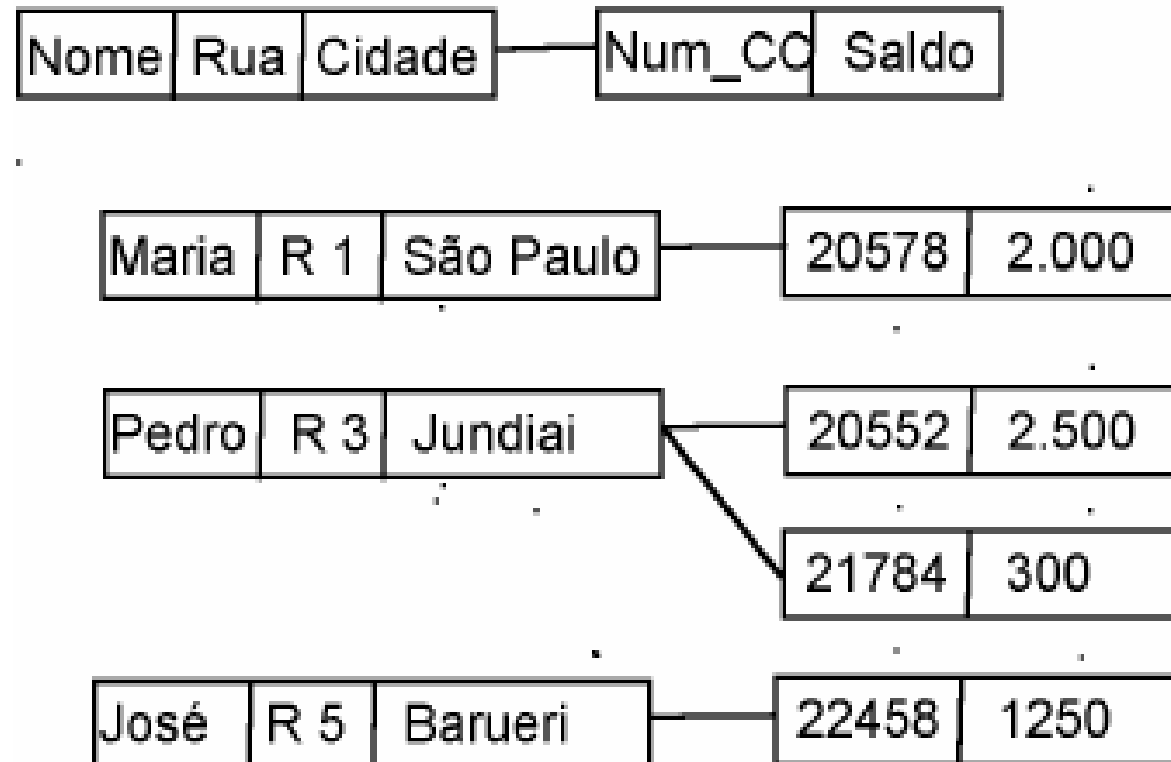 Nome Rua Cidade Num_CC Saldo
Maria R 1 São Paulo 20578 2.000
Pedro R 3 Jundiai 20552 2.500
21784 300
José R 5 Barueri 22458 1250